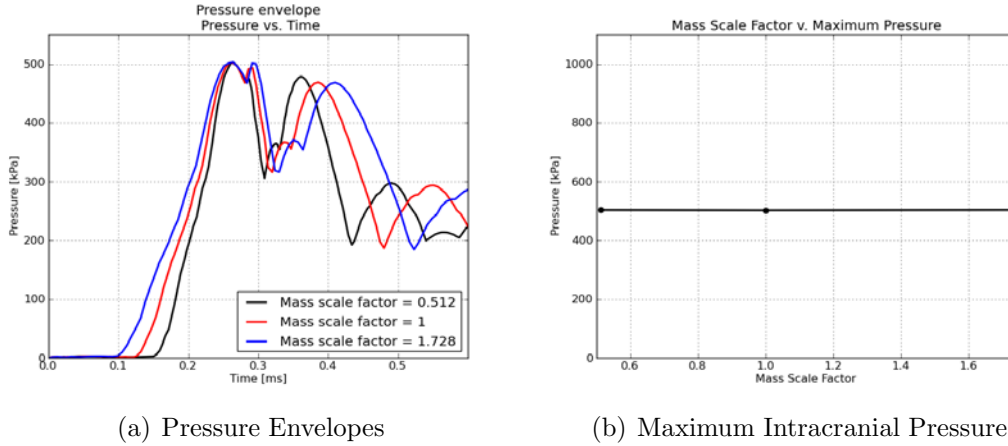 Pressure envelope
Pressure vs. Time
500
400
300
200
100
0
Pressure [kPa]
Mass scale factor = 0.512
Mass scale factor = 1
Mass scale factor = 1.728
0.0 0.1 0.2 0.3 0.4 0.5
Time [ms]
(a) Pressure Envelopes
Mass Scale Factor v. Maximum Pressure
1000
800
600
400
200
0
Pressure [kPa]
0.6 0.8 1.0 1.2 1.4 1.6
Mass Scale Factor
(b) Maximum Intracranial Pressure